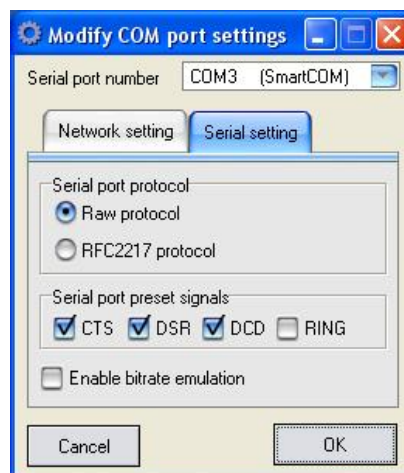 Modify COM port settings
Serial port number COM3 (SmartCOM)
Network setting Serial setting
Serial port protocol
Raw protocol
RFC2217 protocol
Serial port preset signals
CTS DSR DCD RING
Enable bitrate emulation
Cancel OK